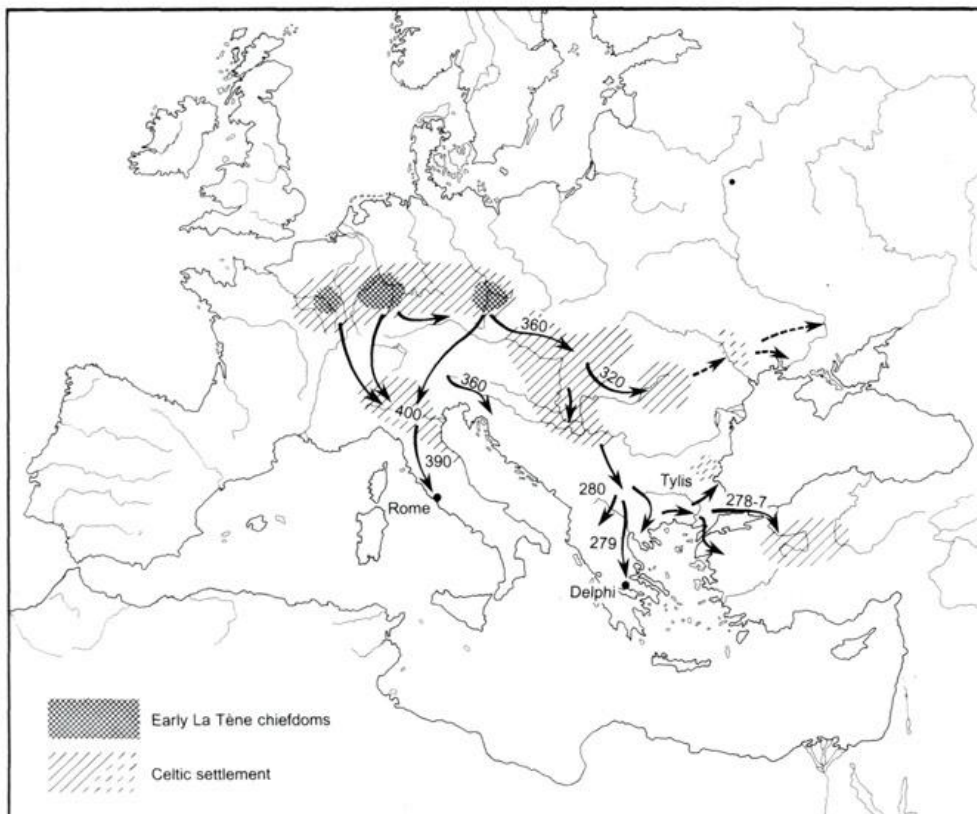 360
320
360
400
390
Rome
280
Tylis
278-7
279
Delphi
Early La Tène chiefdoms
Celtic settlement